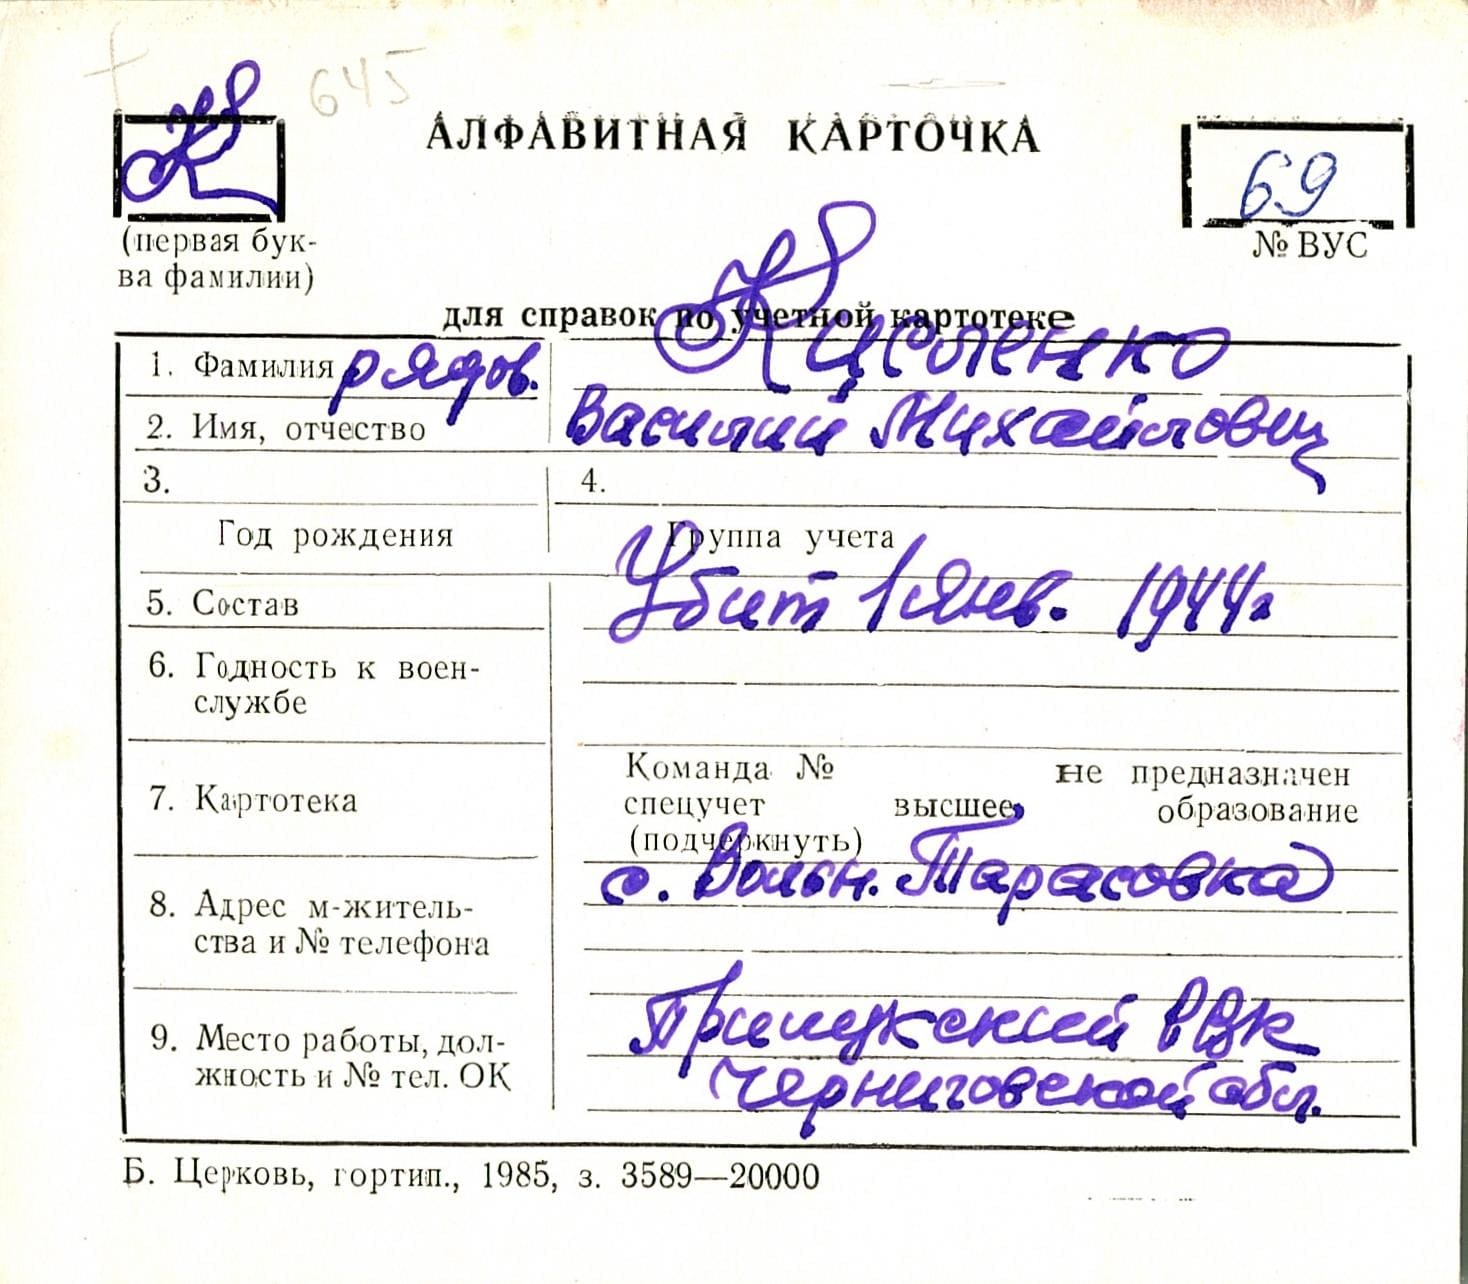 645
К
АЛФАВИТНАЯ КАРТОЧКА
69
(первая бук-
ва фамилии)
№ ВУС
для справок по учетной картотеке
1. Фамилия рядов. Кисленко
2. Имя, отчество Василий Михайлович
3. 4.
Год рождения Группа учета
5. Состав Убит 1 янв. 1944г
6. Годность к воен-
службе
Команда № не предназначен
7. Картотека спецучет высшее образование
(подчеркнуть)
с. Вольн. Тарасовка
8. Адрес м-житель-
ства и № телефона
Прилукский РВК
9. Место работы, дол-
жность и № тел. ОК Черниговской обл.
Б. Церковь, гортип., 1985, з. 3589—20000